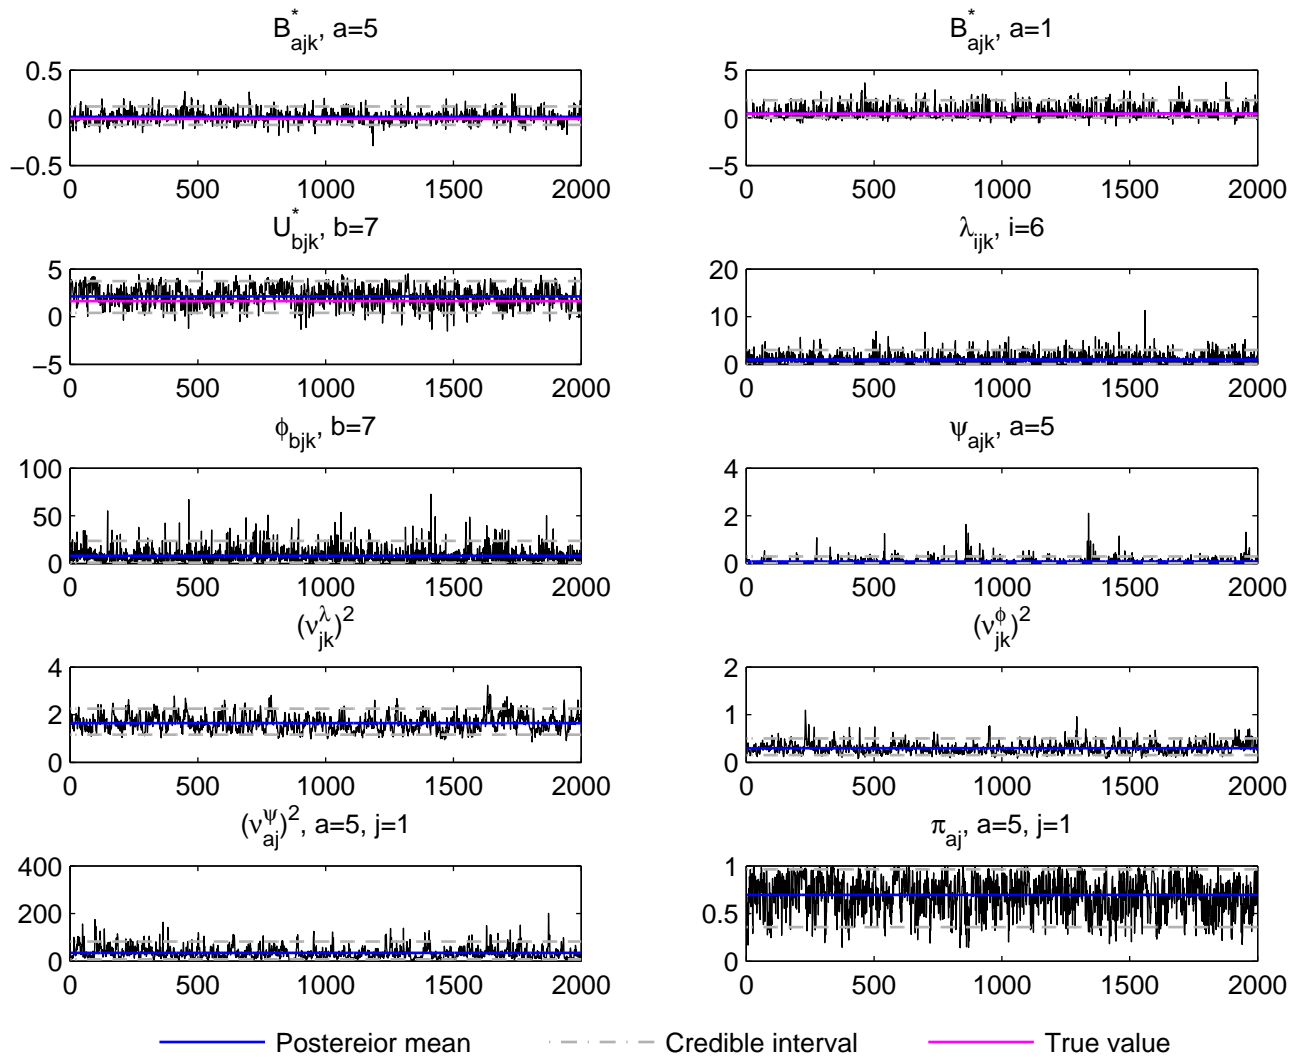 B*ajk, a=5
0.5
0
−0.5
0 500 1000 1500 2000
B*ajk, a=1
5
0
−5
0 500 1000 1500 2000
U*bjk, b=7
5
0
−5
0 500 1000 1500 2000
λijk, i=6
20
10
0
0 500 1000 1500 2000
ϕbjk, b=7
100
50
0
0 500 1000 1500 2000
ψajk, a=5
4
2
0
0 500 1000 1500 2000
(νλjk)2
4
2
0
0 500 1000 1500 2000
(νϕjk)2
2
1
0
0 500 1000 1500 2000
(νψaj)2, a=5, j=1
400
200
0
0 500 1000 1500 2000
πaj, a=5, j=1
1
0.5
0
0 500 1000 1500 2000
Postereior mean Credible interval True value